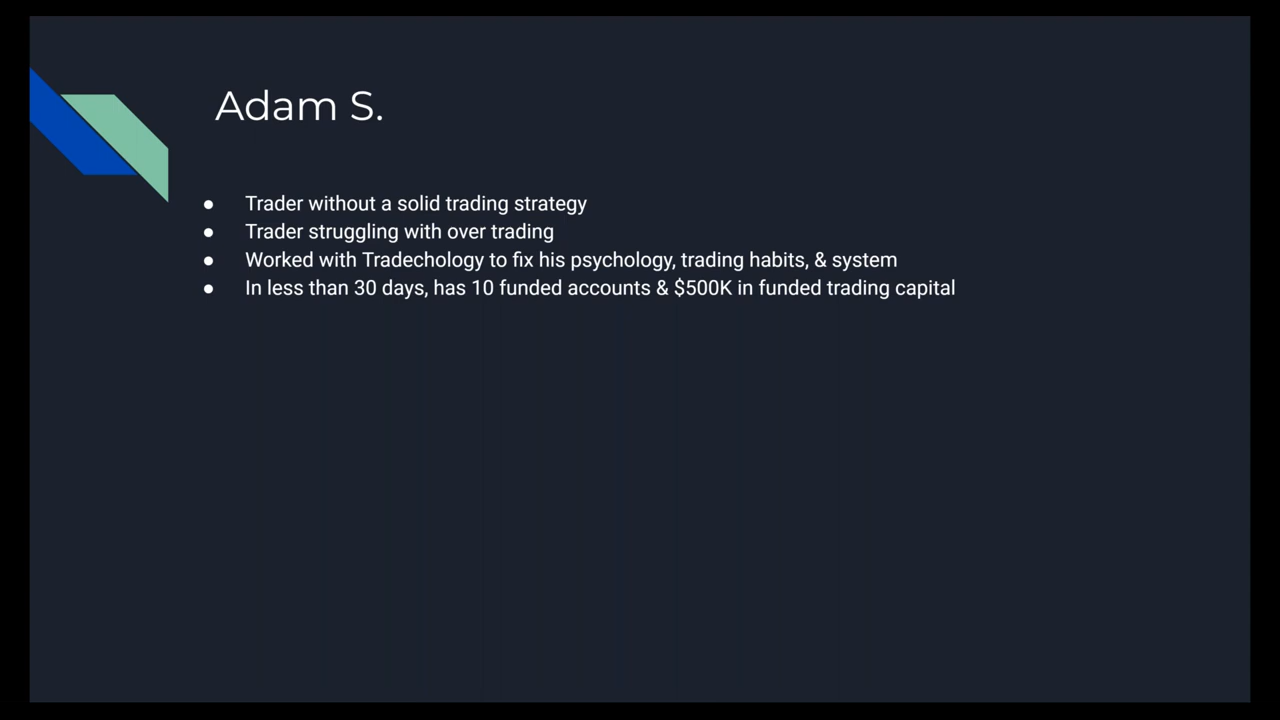 Adam S.
● Trader without a solid trading strategy
● Trader struggling with over trading
● Worked with Tradechology to fix his psychology, trading habits, & system
● In less than 30 days, has 10 funded accounts & $500K in funded trading capital